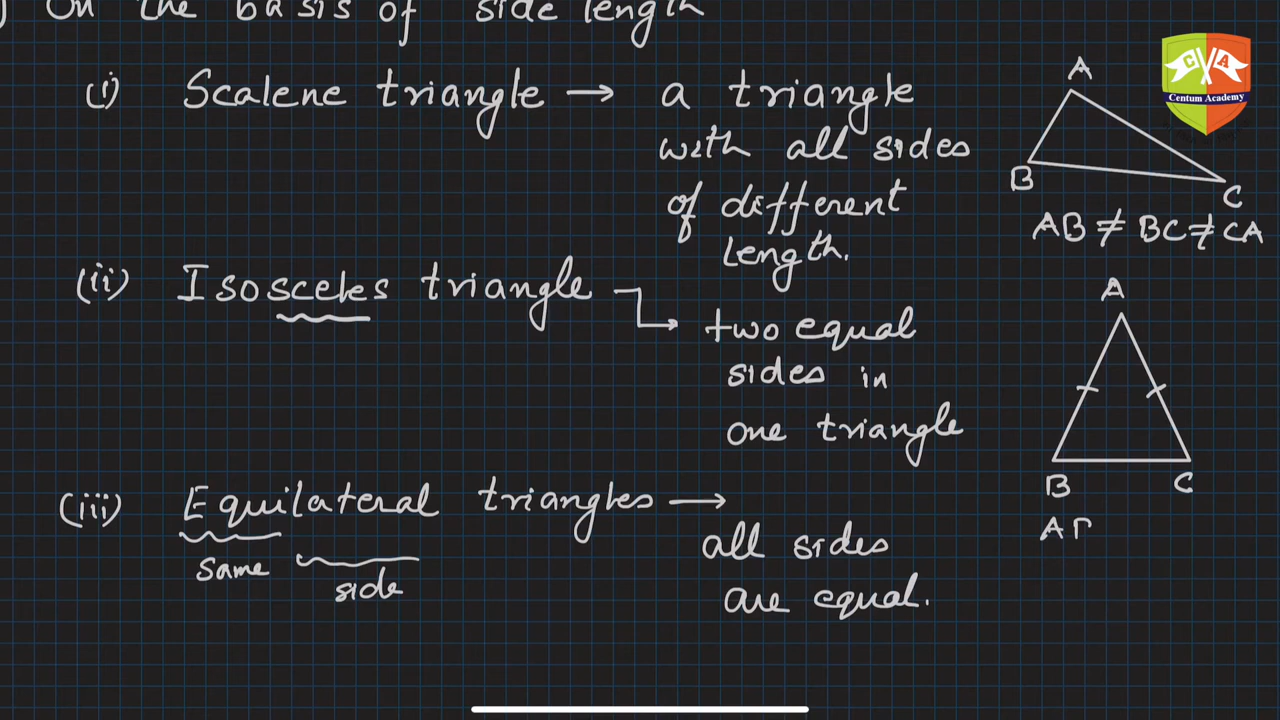 ) On the basis of side length
(i) Scalene triangle → a triangle
with all sides
of different
length.
A
B
C
AB ≠ BC ≠ CA
C A
Centum Academy
(ii) Isosceles triangle
two equal
sides in
one triangle
A
B C
(iii) Equilateral triangles →
same
side
all sides
are equal.